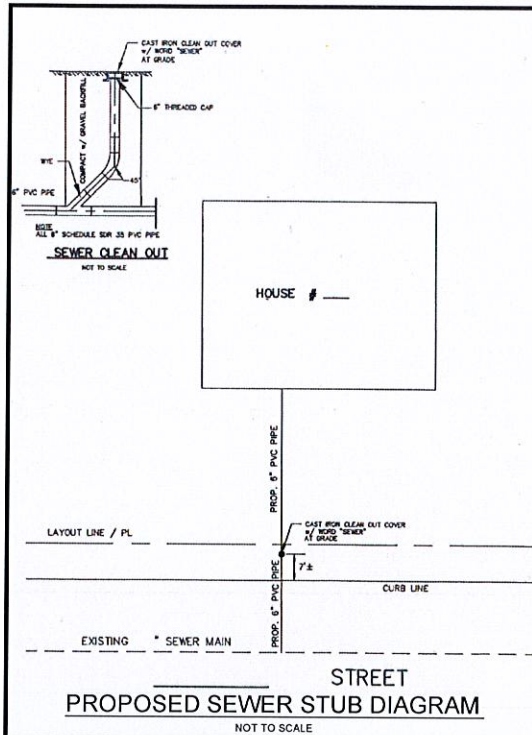 CAST IRON CLEAN OUT COVER
w/ WORD "SEWER"
AT GRADE
6" THREADED CAP
COMPACT w/ GRAVEL BACKFILL
WYE
45°
6" PVC PIPE
NOTE
ALL 6" SCHEDULE SDR 35 PVC PIPE
SEWER CLEAN OUT
NOT TO SCALE
HOUSE # ___
PROP. 6" PVC PIPE
CAST IRON CLEAN OUT COVER
w/ WORD "SEWER"
AT GRADE
LAYOUT LINE / PL
7'±
CURB LINE
PROP. 6" PVC PIPE
EXISTING " SEWER MAIN
__________ STREET
PROPOSED SEWER STUB DIAGRAM
NOT TO SCALE